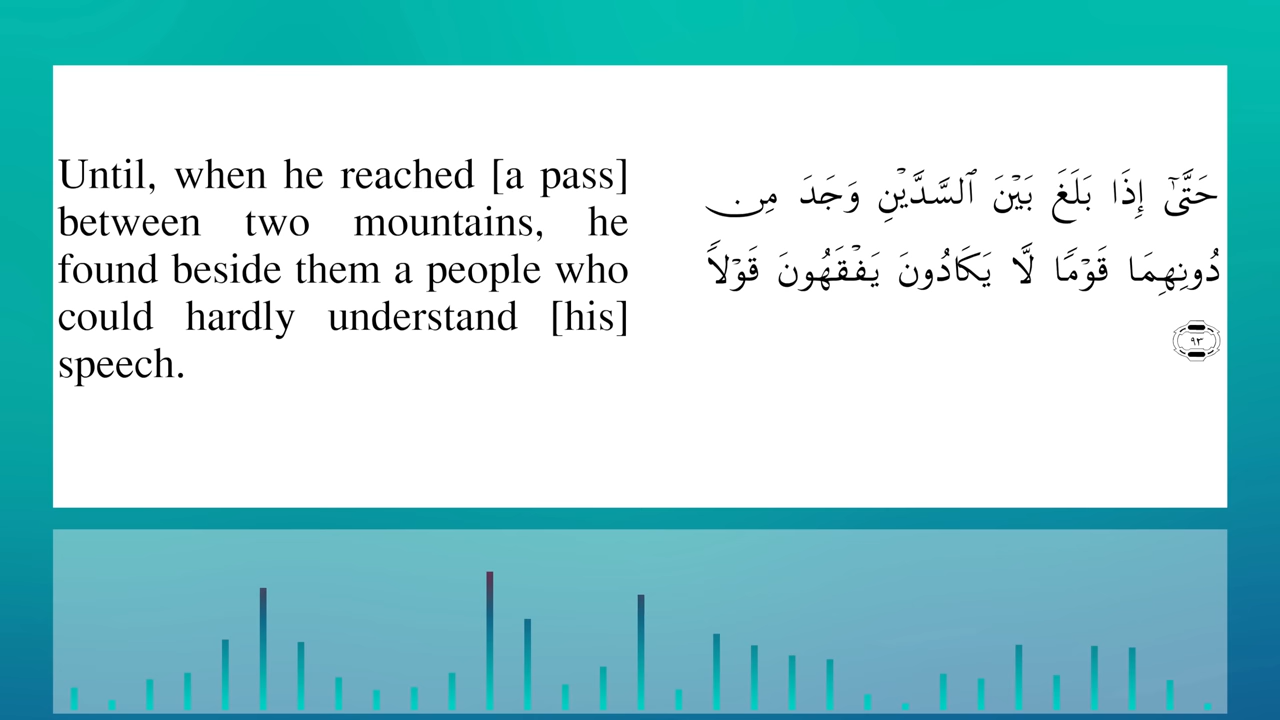 Until, when he reached [a pass]
between two mountains, he
found beside them a people who
could hardly understand [his]
speech.
حَتَّىٰٓ إِذَا بَلَغَ بَيۡنَ ٱلسَّدَّيۡنِ وَجَدَ مِن
دُونِهِمَا قَوۡمٗا لَّا يَكَادُونَ يَفۡقَهُونَ قَوۡلٗا
٩٣